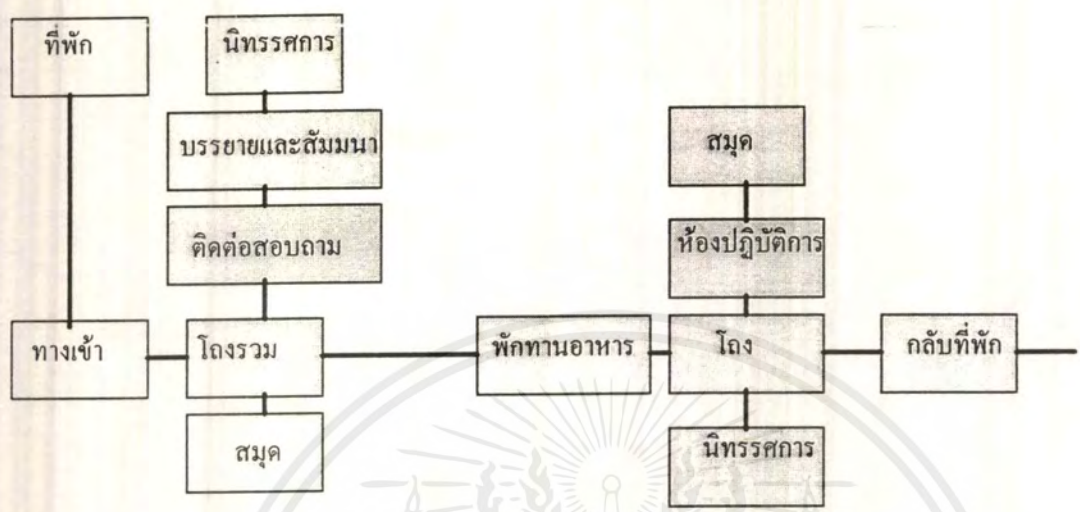 ที่พัก
นิทรรศการ
บรรยายและสัมมนา
สมุด
ติดต่อสอบถาม
ห้องปฏิบัติการ
ทางเข้า
โถงรวม
พักทานอาหาร
โถง
กลับที่พัก
สมุด
นิทรรศการ